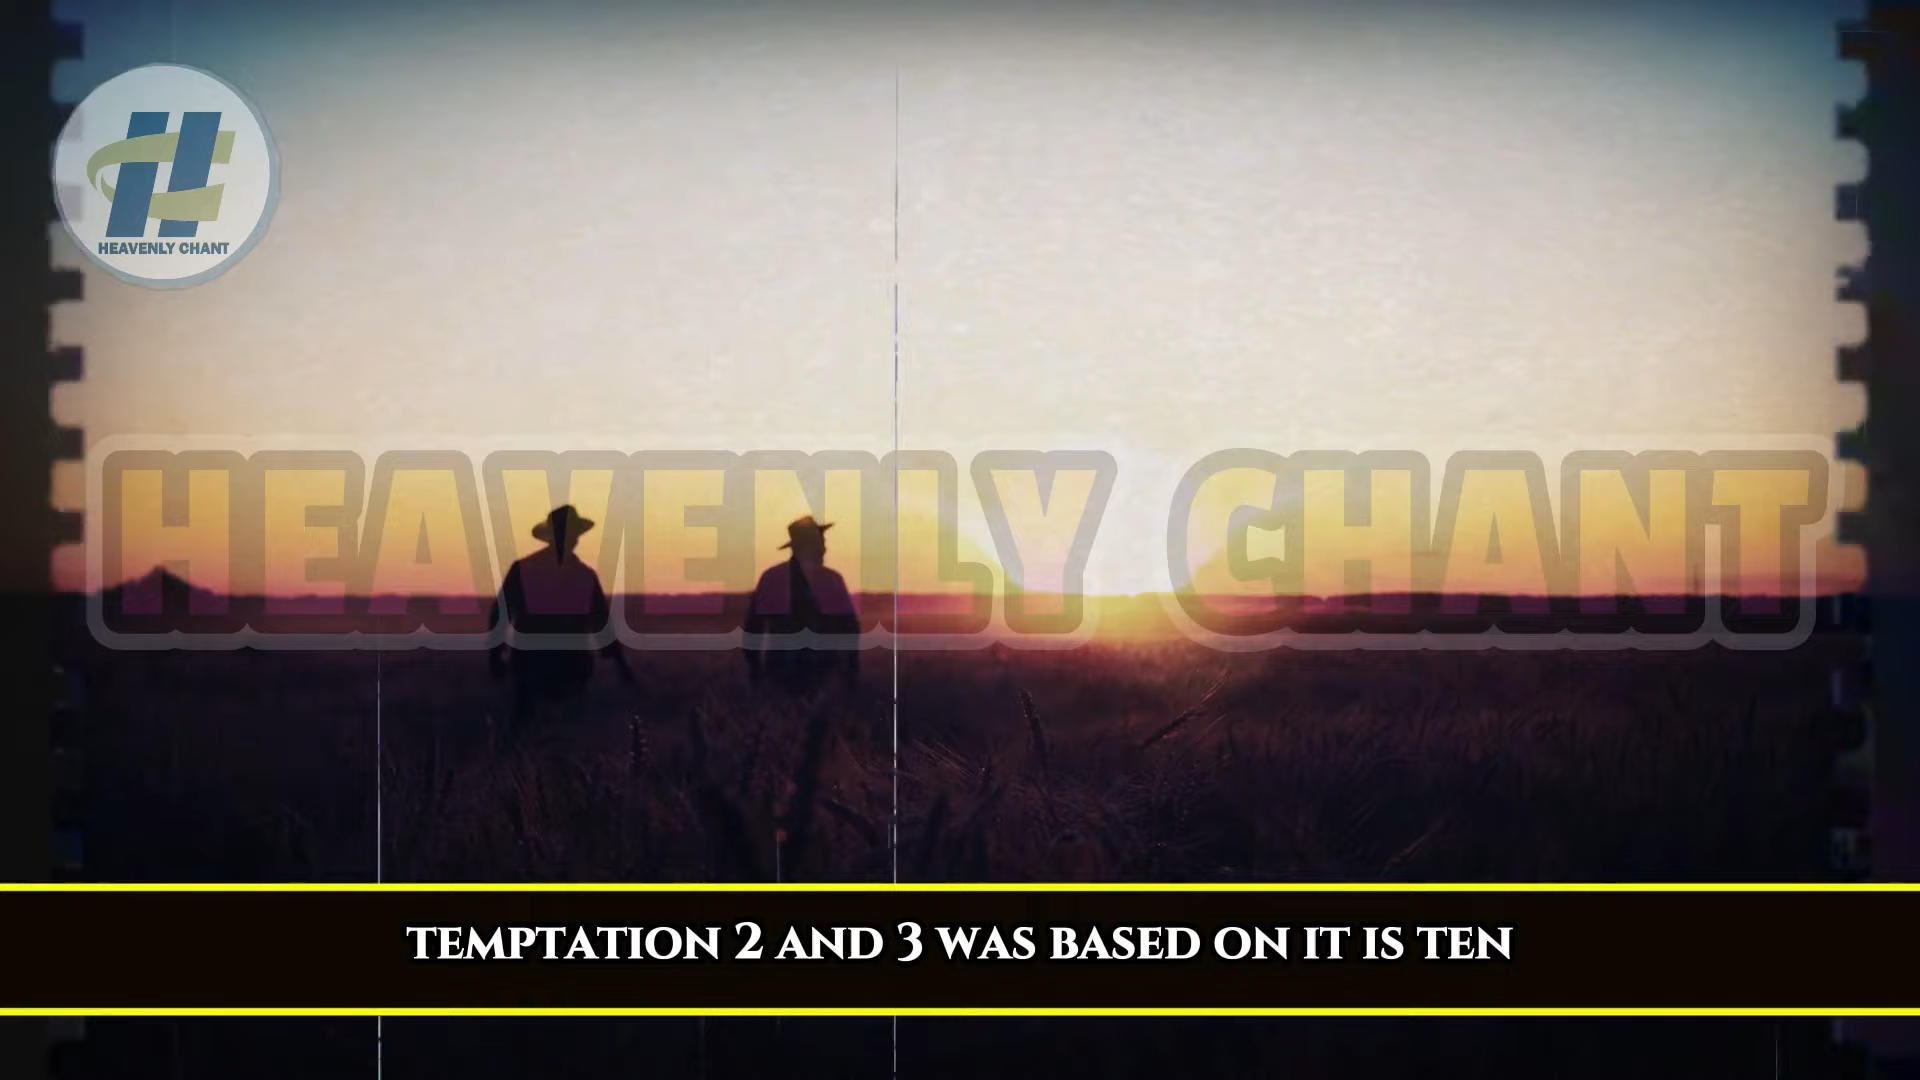 HEAVENLY CHANT
HEAVENLY CHANT
TEMPTATION 2 AND 3 WAS BASED ON IT IS TEN